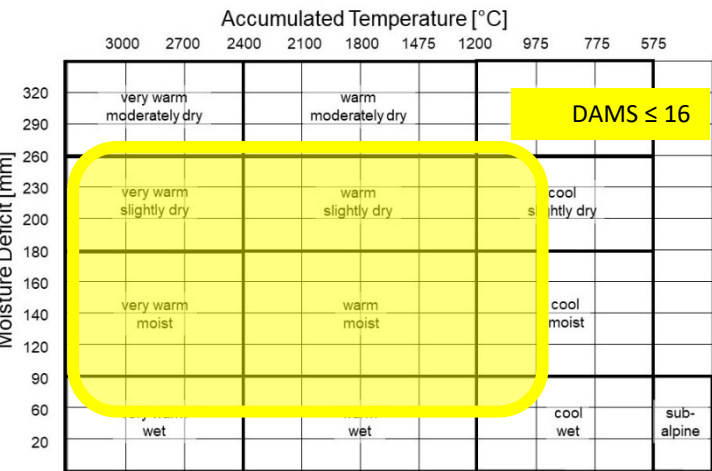 Accumulated Temperature [°C]
3000 2700 2400 2100 1800 1475 1200 975 775 575
Moisture Deficit [mm]
320
290
260
230
200
180
160
140
120
90
60
20
very warm
moderately dry
warm
moderately dry
DAMS ≤ 16
very warm
slightly dry
warm
slightly dry
cool
slightly dry
very warm
moist
warm
moist
cool
moist
wet
wet
cool
wet
sub-
alpine